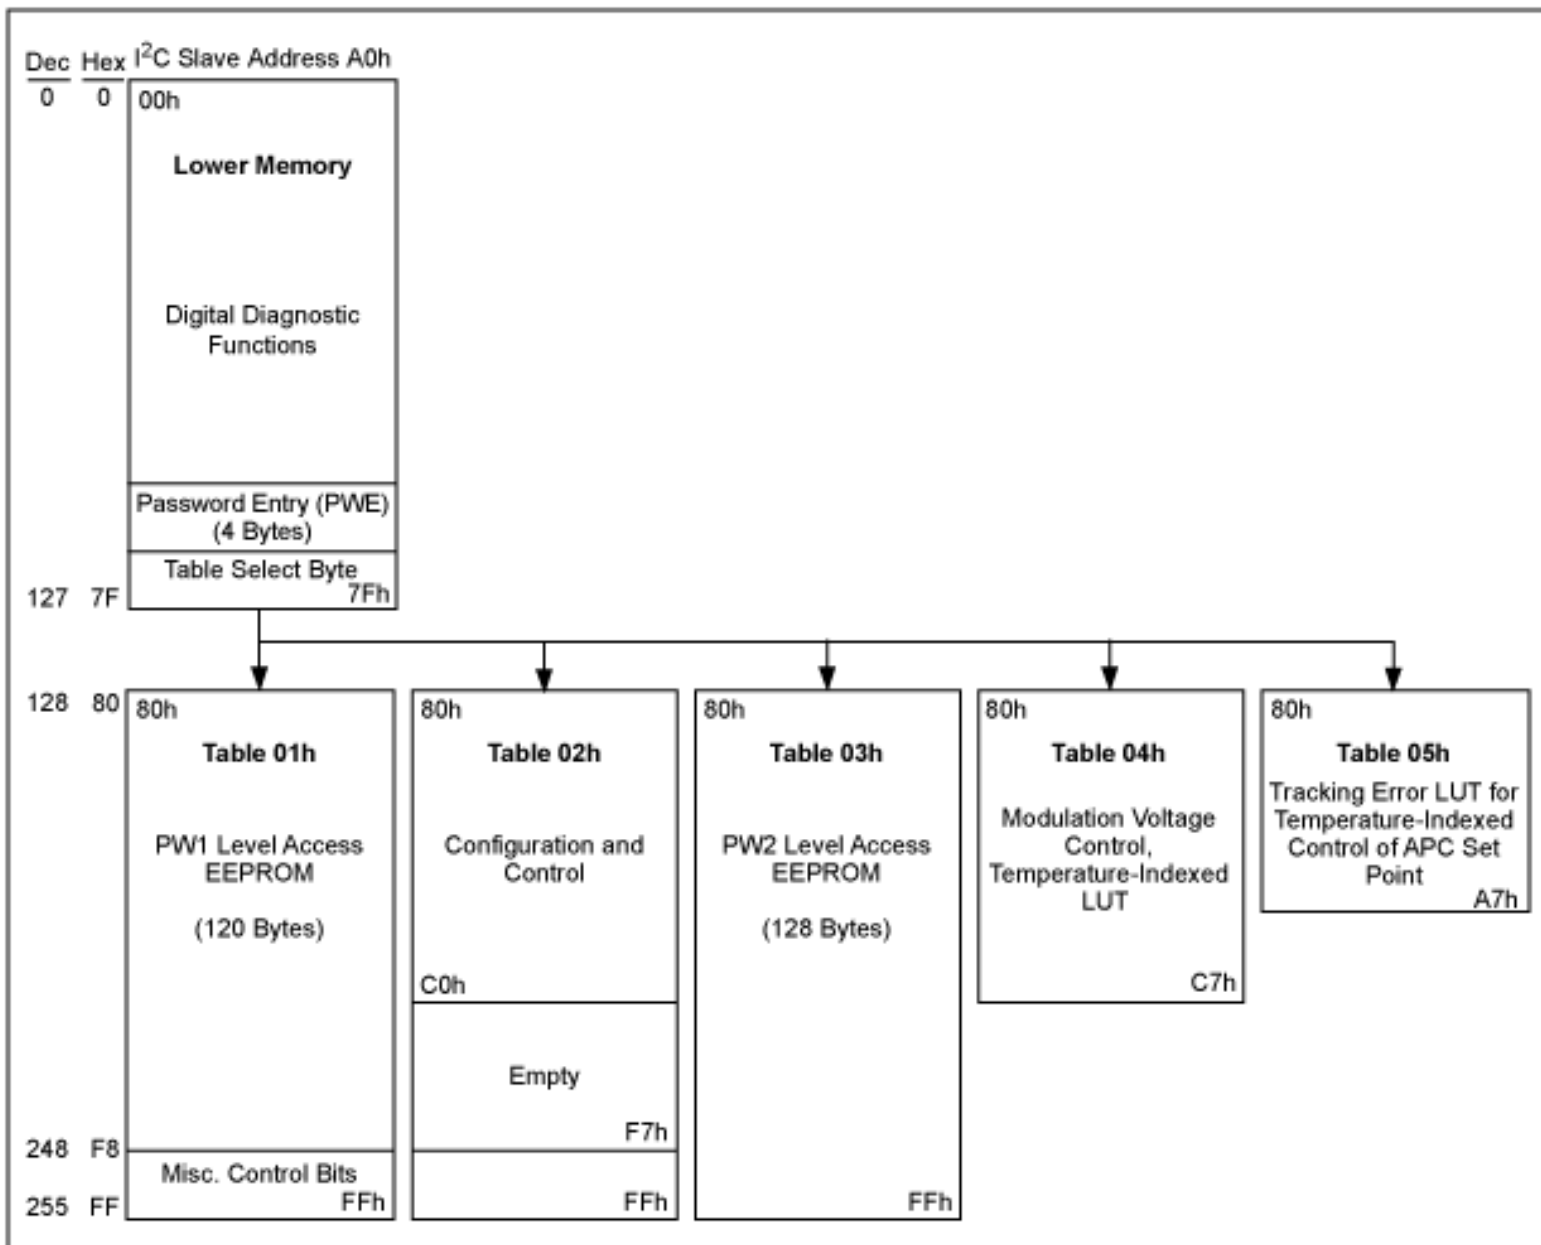 Dec Hex I2C Slave Address A0h
0 0 00h
Lower Memory
Digital Diagnostic
Functions
Password Entry (PWE)
(4 Bytes)
Table Select Byte
127 7F 7Fh
128 80 80h
Table 01h
PW1 Level Access
EEPROM
(120 Bytes)
248 F8
Misc. Control Bits
255 FF FFh
80h
Table 02h
Configuration and
Control
C0h
Empty
F7h
FFh
80h
Table 03h
PW2 Level Access
EEPROM
(128 Bytes)
FFh
80h
Table 04h
Modulation Voltage
Control,
Temperature-Indexed
LUT
C7h
80h
Table 05h
Tracking Error LUT for
Temperature-Indexed
Control of APC Set
Point
A7h